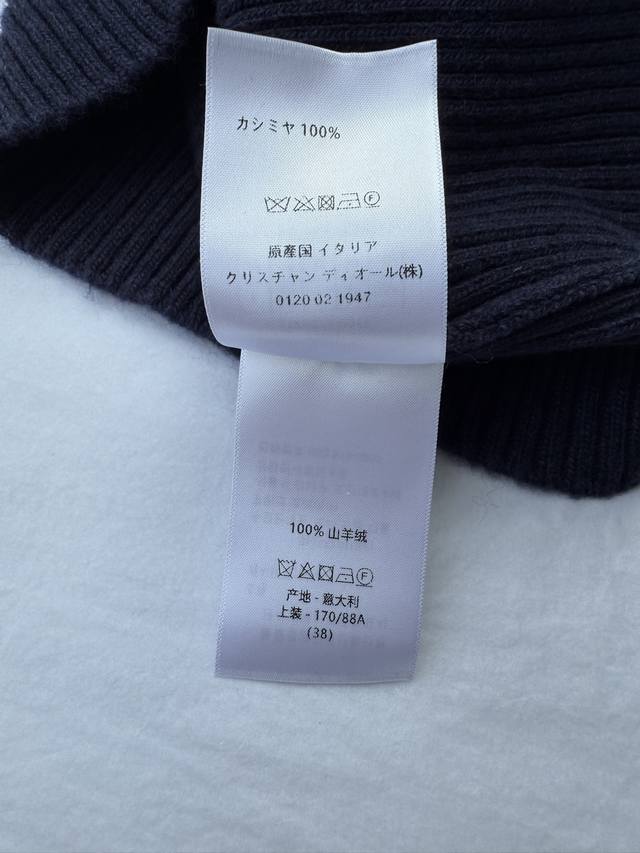 カシミヤ 100%
F
原産国 イタリア
クリスチャン ディオール(株)
0120 02 1947
100% 山羊绒
F
产地 - 意大利
上装 - 170/88A
(38)